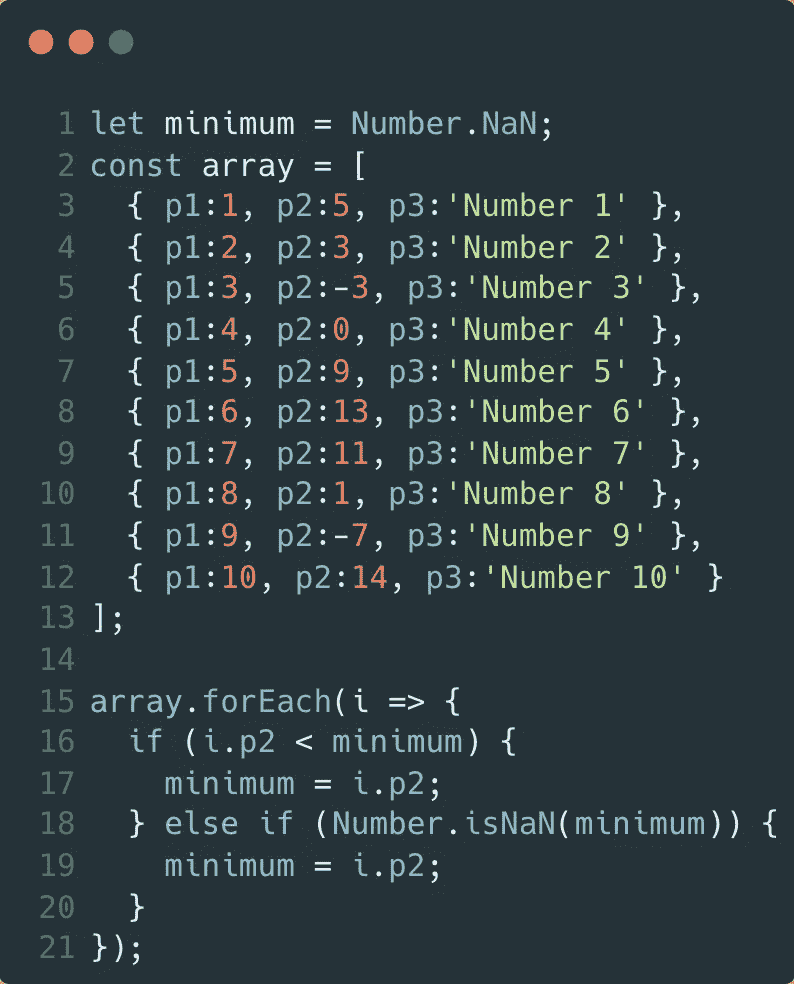 1 let minimum = Number.NaN;
2 const array = [
3   { p1:1, p2:5, p3:'Number 1' },
4   { p1:2, p2:3, p3:'Number 2' },
5   { p1:3, p2:-3, p3:'Number 3' },
6   { p1:4, p2:0, p3:'Number 4' },
7   { p1:5, p2:9, p3:'Number 5' },
8   { p1:6, p2:13, p3:'Number 6' },
9   { p1:7, p2:11, p3:'Number 7' },
10   { p1:8, p2:1, p3:'Number 8' },
11   { p1:9, p2:-7, p3:'Number 9' },
12   { p1:10, p2:14, p3:'Number 10' }
13 ];
14
15 array.forEach(i => {
16   if (i.p2 < minimum) {
17     minimum = i.p2;
18   } else if (Number.isNaN(minimum)) {
19     minimum = i.p2;
20   }
21 });